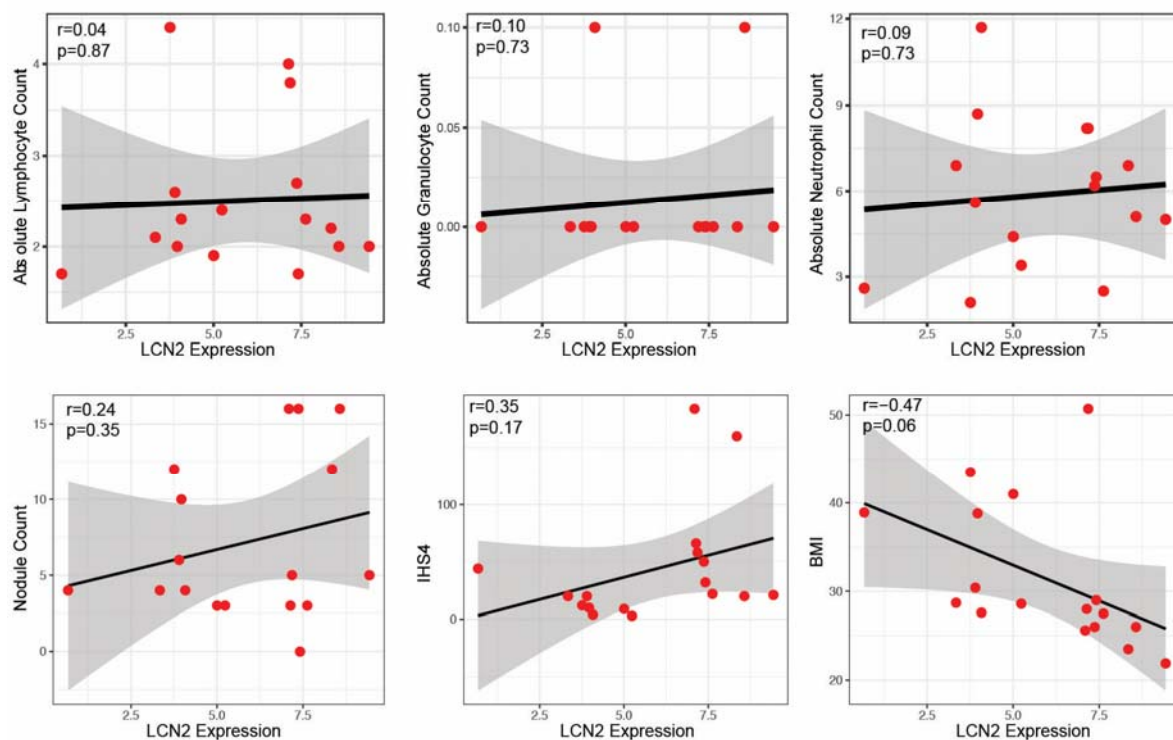 r=0.04
p=0.87
Abs olute Lymphocyte Count
4
3
2
2.5
5.0
7.5
LCN2 Expression
r=0.10
p=0.73
Absolute Granulocyte Count
0.10
0.05
0.00
2.5
5.0
7.5
LCN2 Expression
r=0.09
p=0.73
Absolute Neutrophil Count
12
9
6
3
2.5
5.0
7.5
LCN2 Expression
r=0.24
p=0.35
Nodule Count
15
10
5
0
2.5
5.0
7.5
LCN2 Expression
r=0.35
p=0.17
IHS4
100
0
2.5
5.0
7.5
LCN2 Expression
r=−0.47
p=0.06
BMI
50
40
30
20
2.5
5.0
7.5
LCN2 Expression